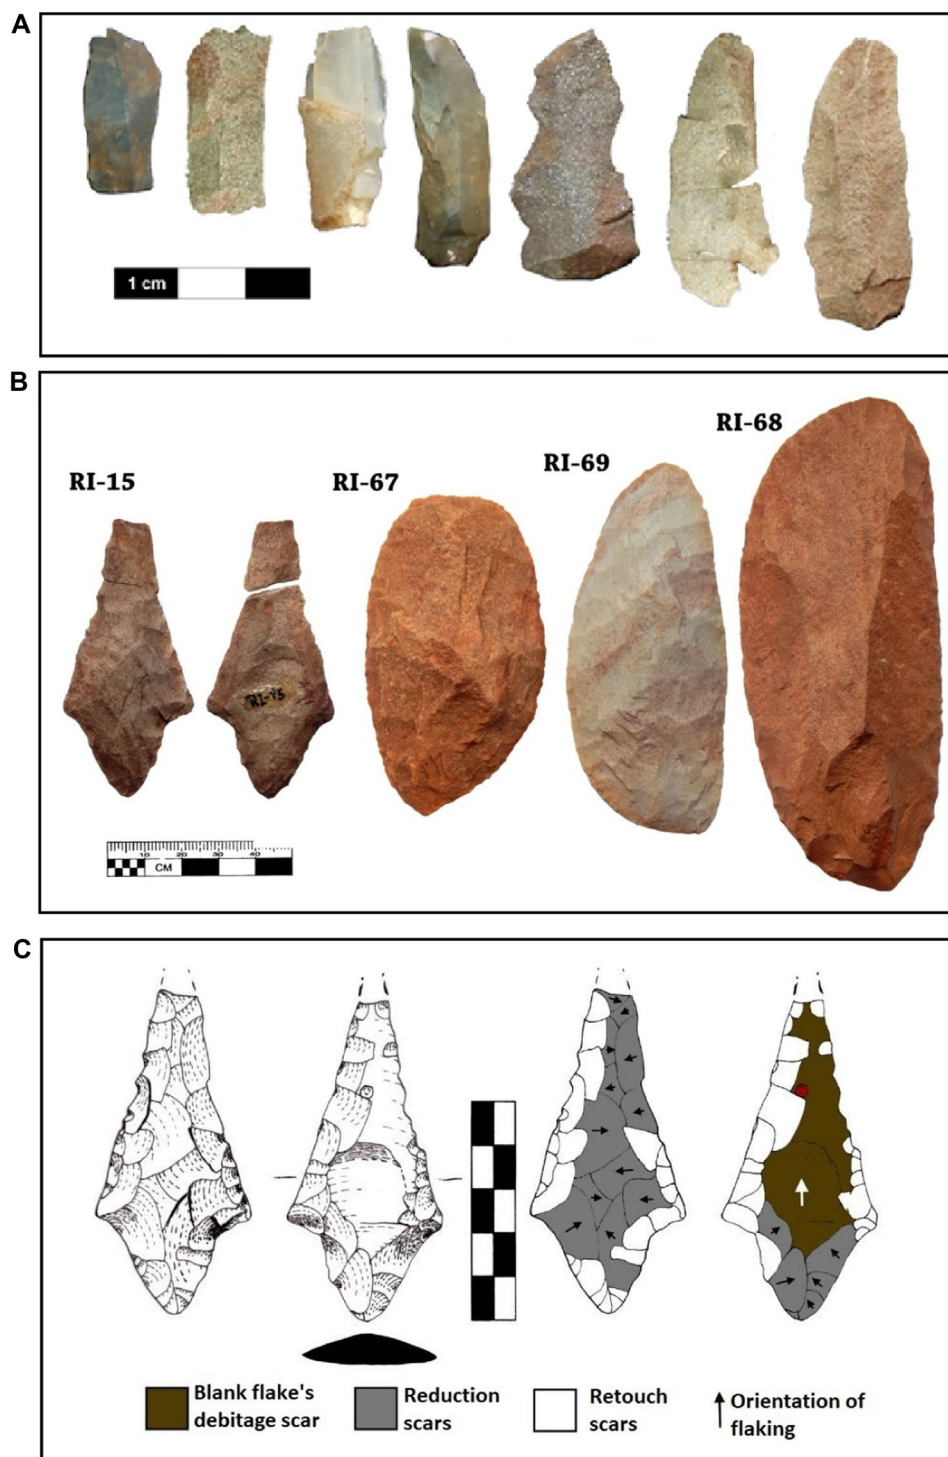 A
1 cm
B
RI-15
RI-67
RI-69
RI-68
RI-15
10 20 30 40
CM
C
Blank flake's
debitage scar
Reduction
scars
Retouch
scars
Orientation of
flaking